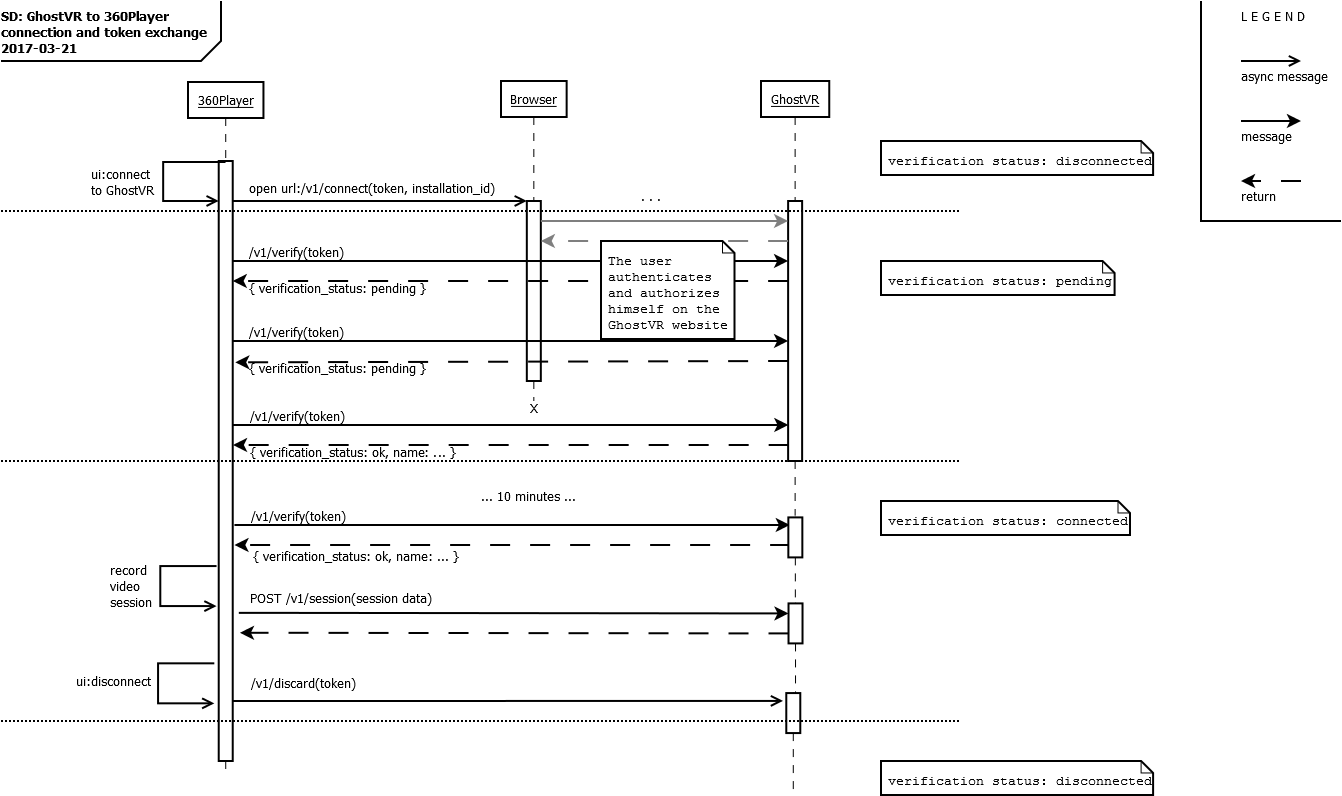 SD: GhostVR to 360Player
connection and token exchange
2017-03-21
L E G E N D
async message
message
return
360Player
Browser
GhostVR
verification status: disconnected
ui:connect
to GhostVR
open url:/v1/connect(token, installation_id)
. . .
/v1/verify(token)
{ verification_status: pending }
The user
authenticates
and authorizes
himself on the
GhostVR website
verification status: pending
/v1/verify(token)
{ verification_status: pending }
X
/v1/verify(token)
{ verification_status: ok, name: ... }
... 10 minutes ...
/v1/verify(token)
{ verification_status: ok, name: ... }
verification status: connected
record
video
session
POST /v1/session(session data)
ui:disconnect
/v1/discard(token)
verification status: disconnected